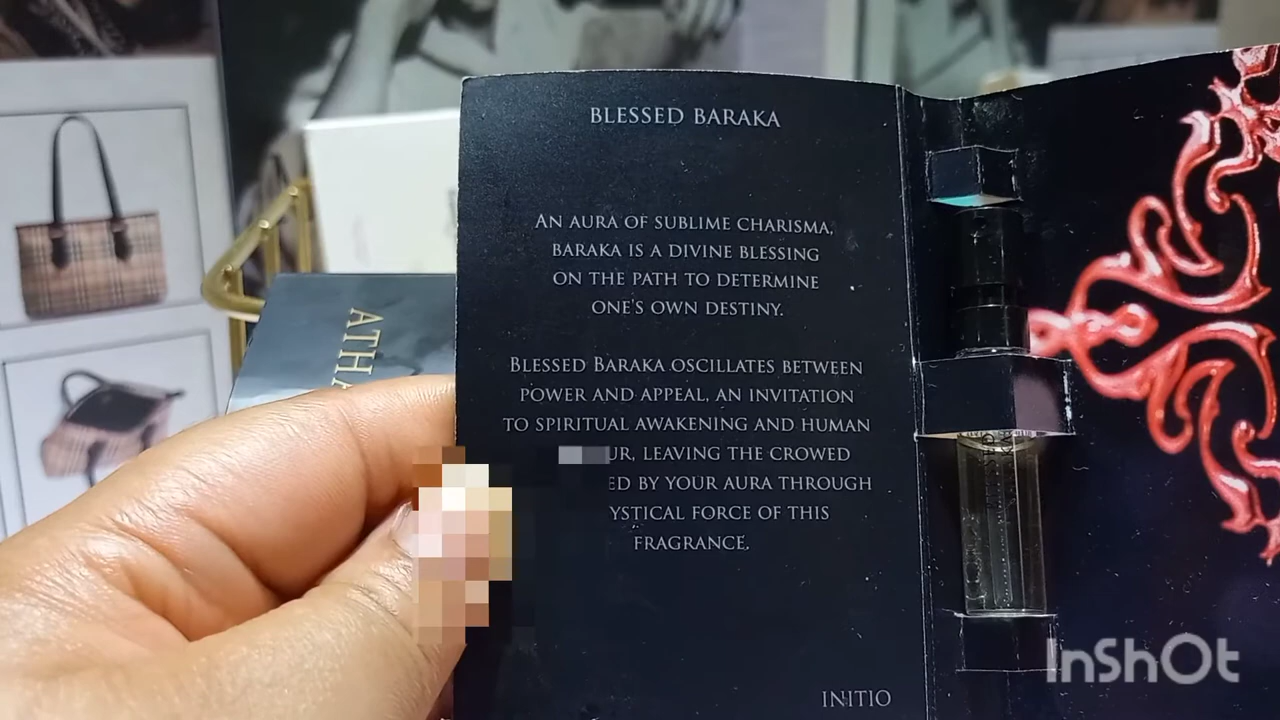 BLESSED BARAKA
AN AURA OF SUBLIME CHARISMA,
BARAKA IS A DIVINE BLESSING
ON THE PATH TO DETERMINE
ONE'S OWN DESTINY.
BLESSED BARAKA OSCILLATES BETWEEN
POWER AND APPEAL, AN INVITATION
TO SPIRITUAL AWAKENING AND HUMAN
LEAVING THE CROWED
BY YOUR AURA THROUGH
FORCE OF THIS
FRAGRANCE,
INITIO
ATHA
InShOt